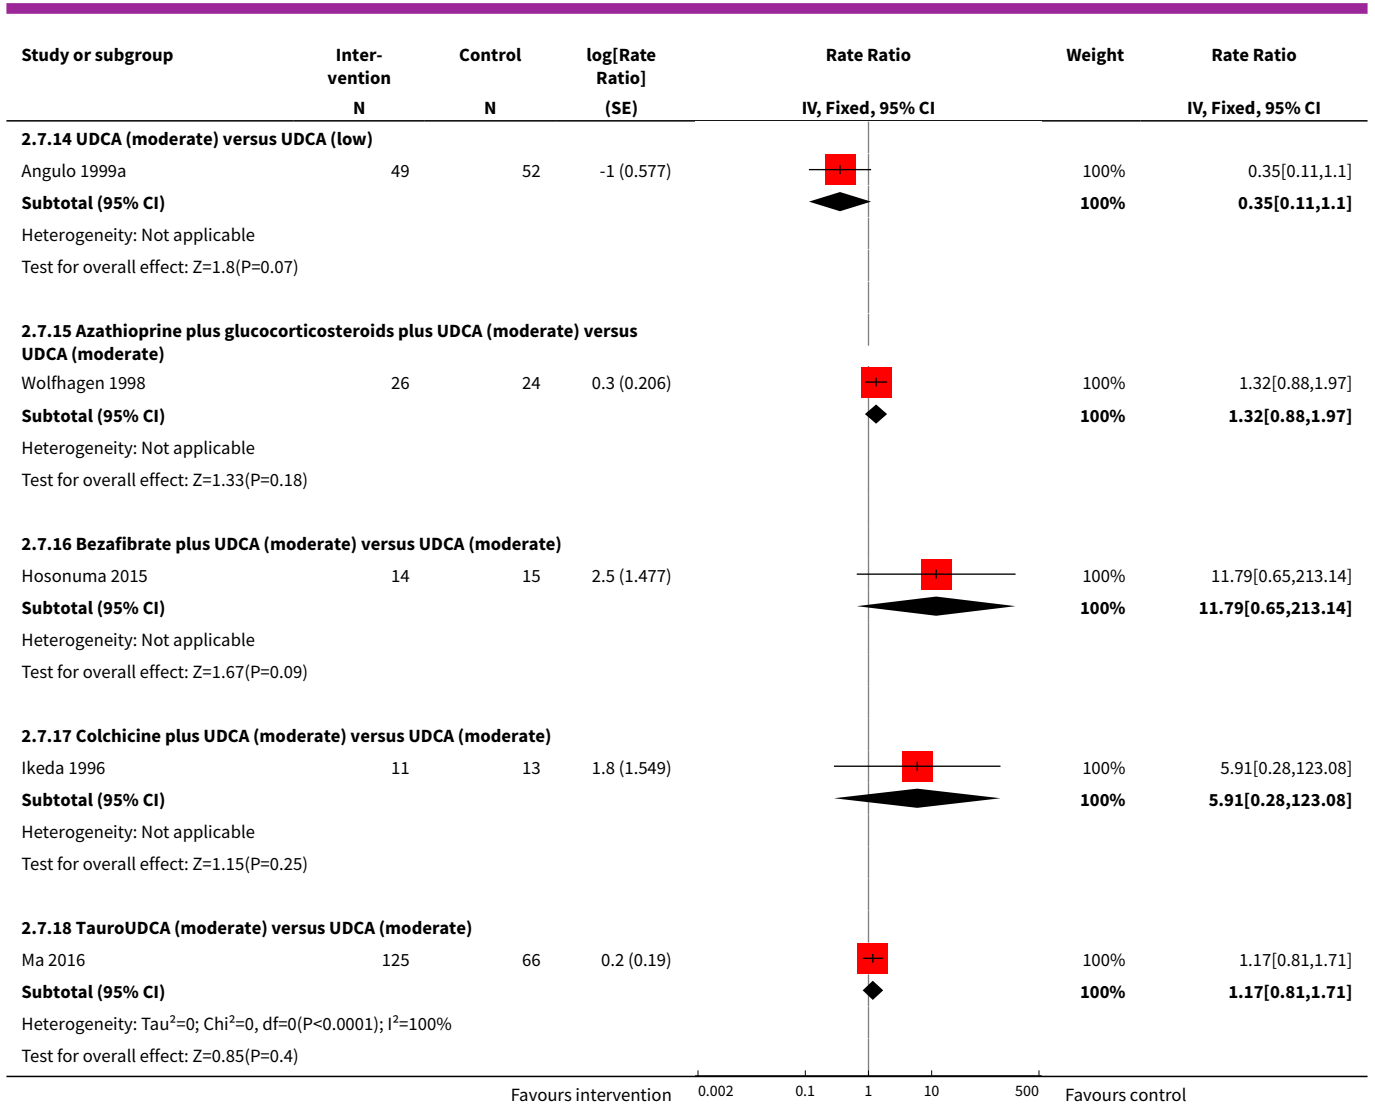 Study or subgroup Inter- Control log[Rate Rate Ratio Weight Rate Ratio
vention Ratio]
N N (SE) IV, Fixed, 95% CI IV, Fixed, 95% CI
2.7.14 UDCA (moderate) versus UDCA (low)
Angulo 1999a 49 52 -1 (0.577) 100% 0.35[0.11,1.1]
Subtotal (95% CI) 100% 0.35[0.11,1.1]
Heterogeneity: Not applicable
Test for overall effect: Z=1.8(P=0.07)
2.7.15 Azathioprine plus glucocorticosteroids plus UDCA (moderate) versus
UDCA (moderate)
Wolfhagen 1998 26 24 0.3 (0.206) 100% 1.32[0.88,1.97]
Subtotal (95% CI) 100% 1.32[0.88,1.97]
Heterogeneity: Not applicable
Test for overall effect: Z=1.33(P=0.18)
2.7.16 Bezafibrate plus UDCA (moderate) versus UDCA (moderate)
Hosonuma 2015 14 15 2.5 (1.477) 100% 11.79[0.65,213.14]
Subtotal (95% CI) 100% 11.79[0.65,213.14]
Heterogeneity: Not applicable
Test for overall effect: Z=1.67(P=0.09)
2.7.17 Colchicine plus UDCA (moderate) versus UDCA (moderate)
Ikeda 1996 11 13 1.8 (1.549) 100% 5.91[0.28,123.08]
Subtotal (95% CI) 100% 5.91[0.28,123.08]
Heterogeneity: Not applicable
Test for overall effect: Z=1.15(P=0.25)
2.7.18 TauroUDCA (moderate) versus UDCA (moderate)
Ma 2016 125 66 0.2 (0.19) 100% 1.17[0.81,1.71]
Subtotal (95% CI) 100% 1.17[0.81,1.71]
Heterogeneity: Tau²=0; Chi²=0, df=0(P<0.0001); I²=100%
Test for overall effect: Z=0.85(P=0.4)
Favours intervention 0.002 0.1 1 10 500 Favours control